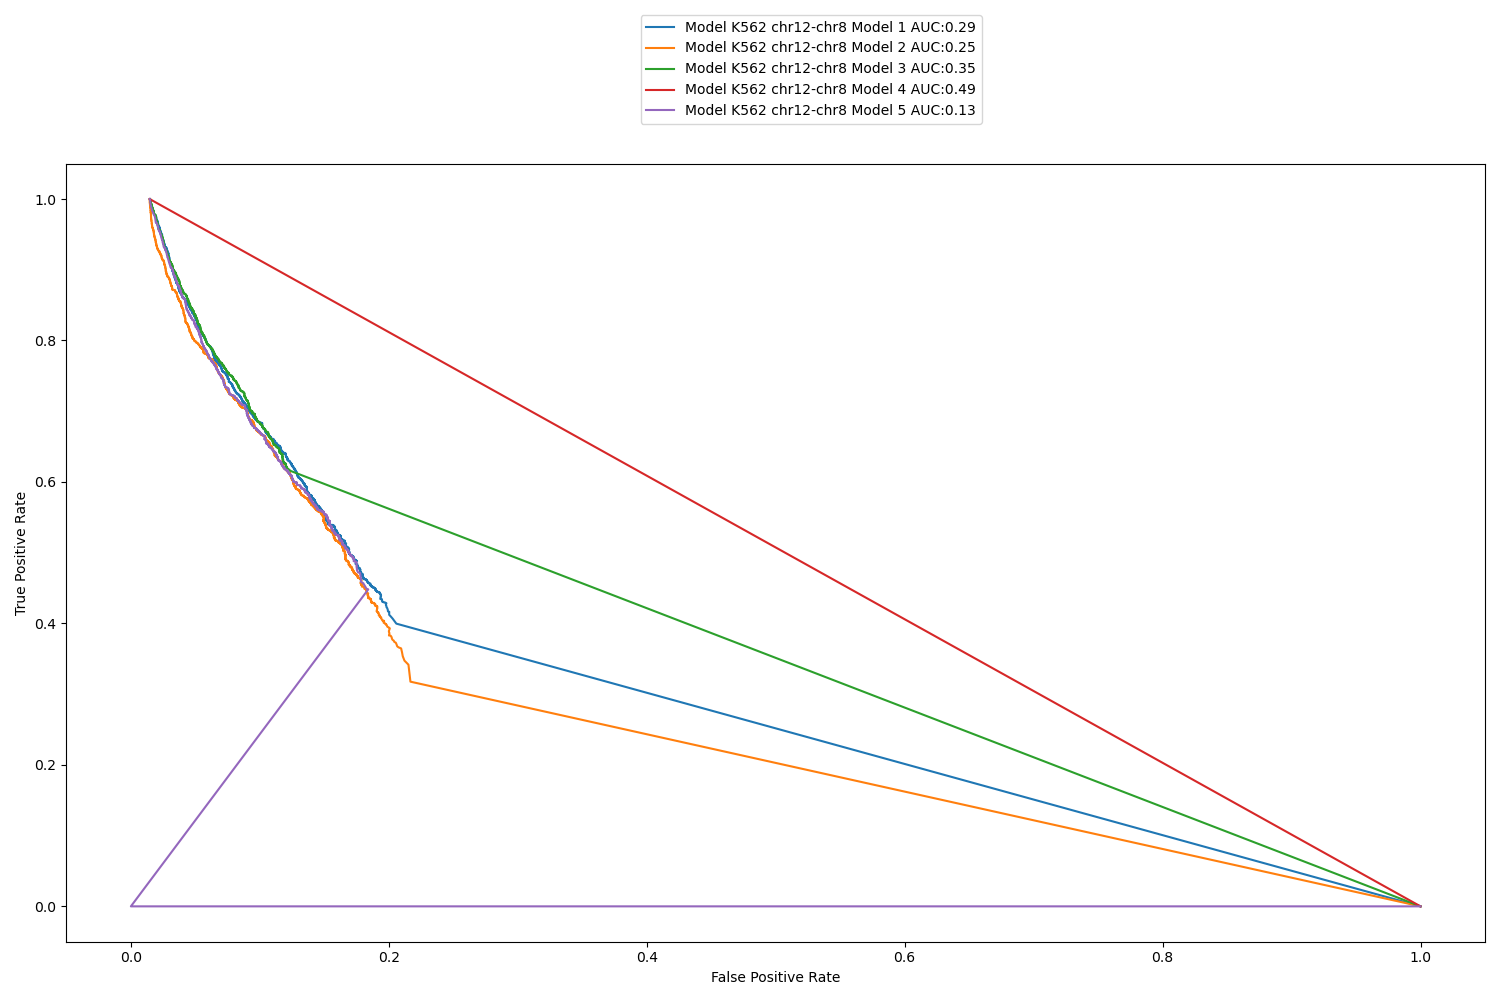 Model K562 chr12-chr8 Model 1 AUC:0.29
Model K562 chr12-chr8 Model 2 AUC:0.25
Model K562 chr12-chr8 Model 3 AUC:0.35
Model K562 chr12-chr8 Model 4 AUC:0.49
Model K562 chr12-chr8 Model 5 AUC:0.13
True Positive Rate
1.0
0.8
0.6
0.4
0.2
0.0
0.0 0.2 0.4 0.6 0.8 1.0
False Positive Rate